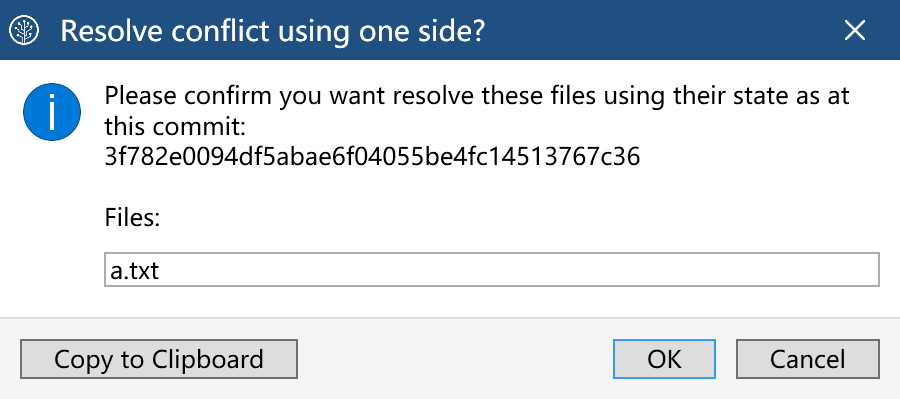 Resolve conflict using one side?
Please confirm you want resolve these files using their state as at
this commit:
3f782e0094df5abae6f04055be4fc14513767c36
Files:
a.txt
Copy to Clipboard
OK
Cancel